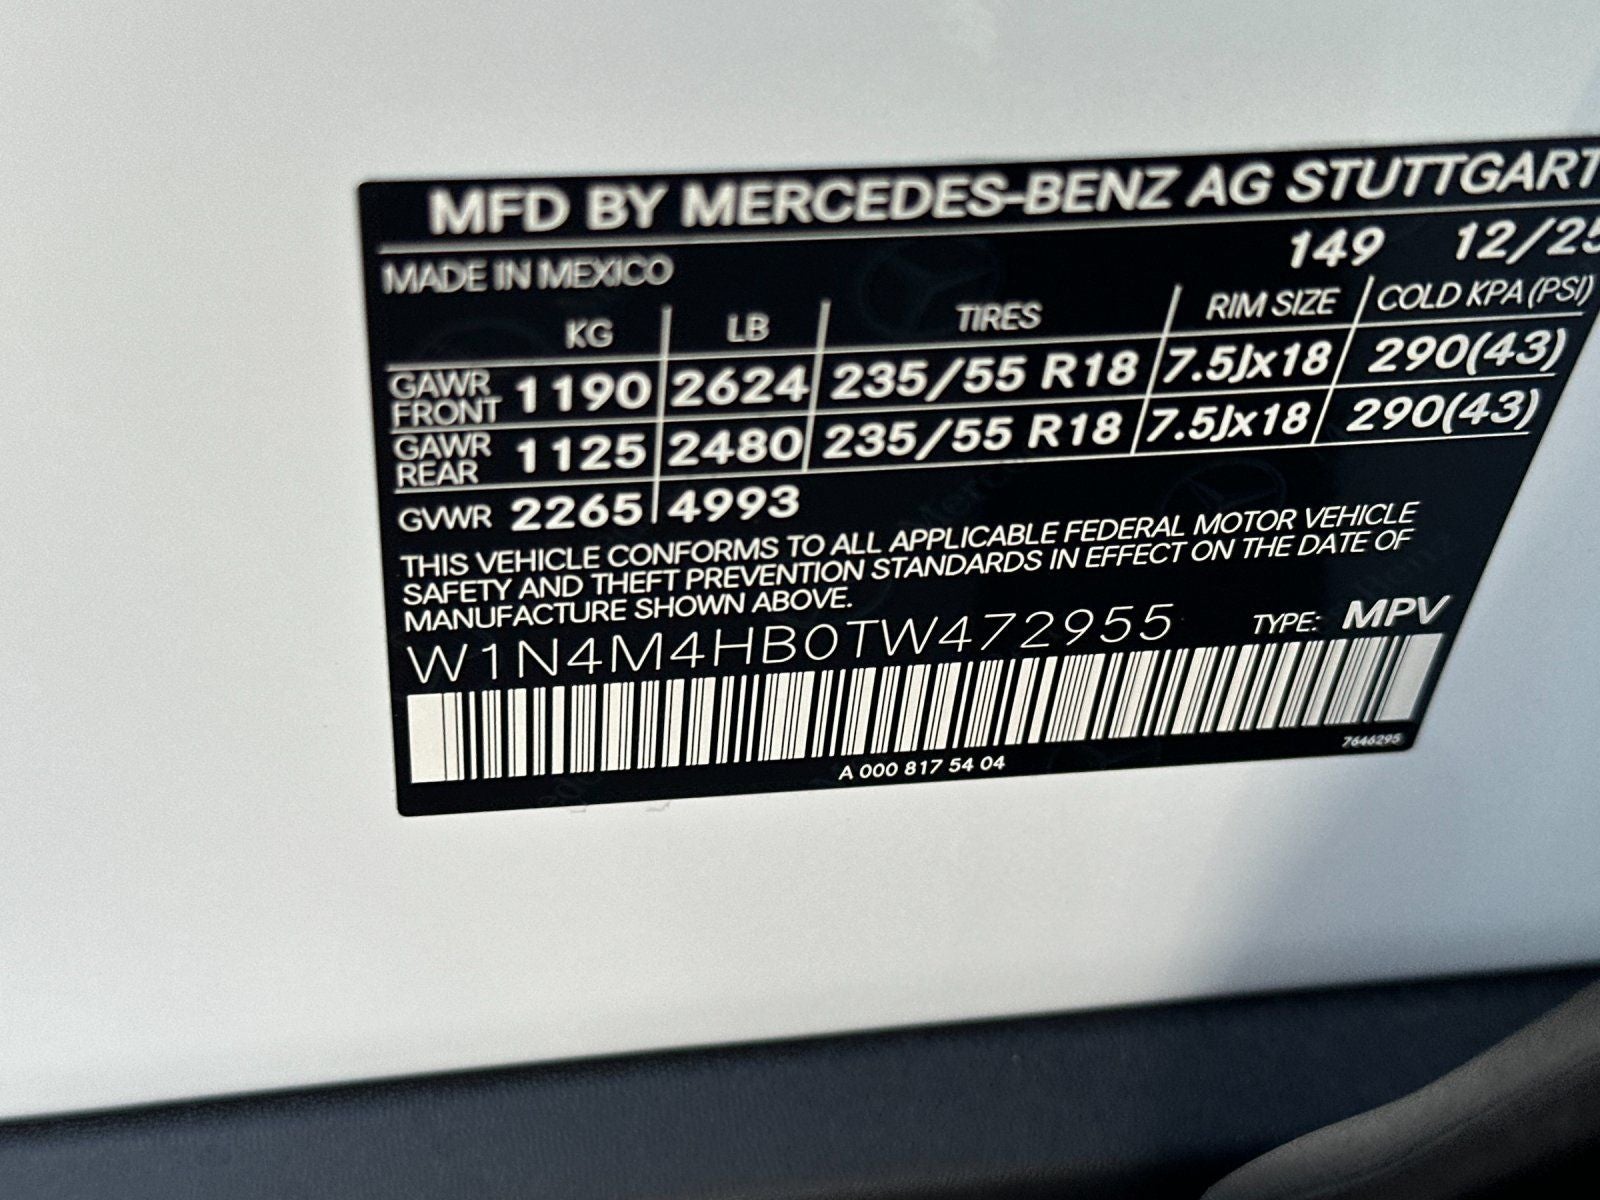 MFD BY MERCEDES-BENZ AG STUTTGART
149 12/25
MADE IN MEXICO
KG LB TIRES RIM SIZE COLD KPA (PSI)
GAWR FRONT 1190 2624 235/55 R18 7.5Jx18 290(43)
GAWR REAR 1125 2480 235/55 R18 7.5Jx18 290(43)
GVWR 2265 4993
THIS VEHICLE CONFORMS TO ALL APPLICABLE FEDERAL MOTOR VEHICLE
SAFETY AND THEFT PREVENTION STANDARDS IN EFFECT ON THE DATE OF
MANUFACTURE SHOWN ABOVE.
W1N4M4HB0TW472955 TYPE: MPV
A 000 817 54 04
7646295